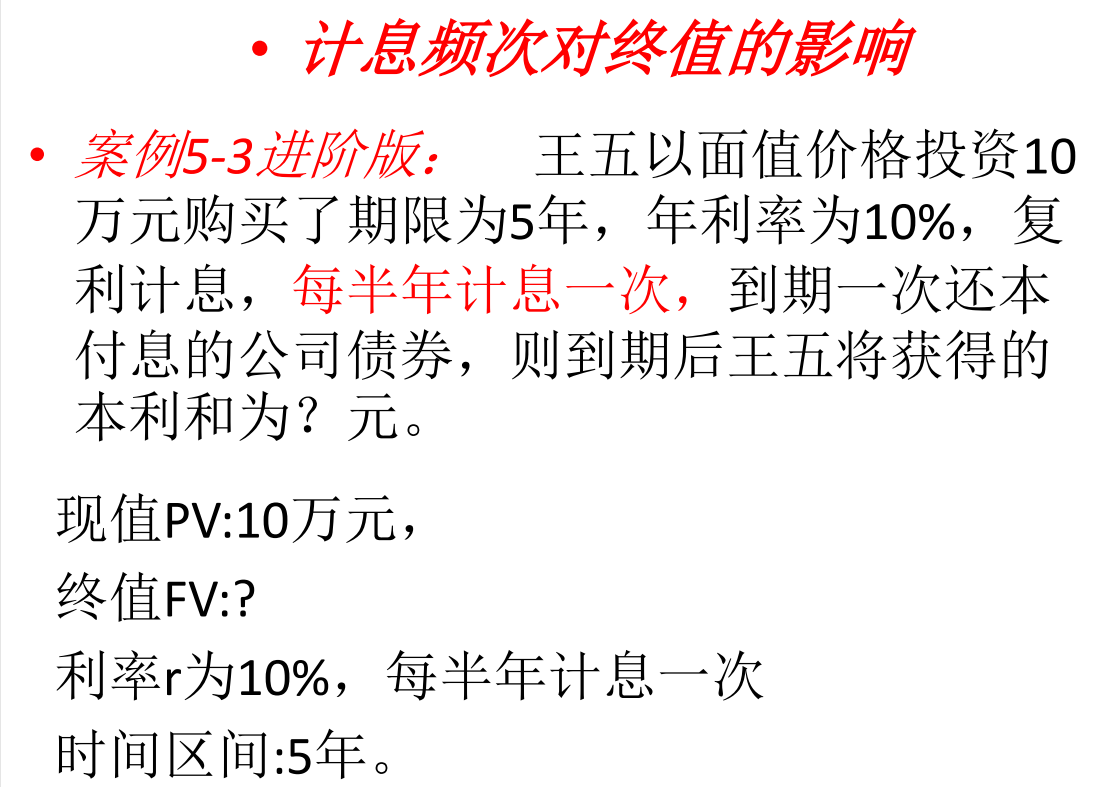 • 计息频次对终值的影响
• 案例5-3进阶版： 王五以面值价格投资10
万元购买了期限为5年，年利率为10%，复
利计息，每半年计息一次，到期一次还本
付息的公司债券，则到期后王五将获得的
本利和为？元。
现值PV:10万元，
终值FV:?
利率r为10%，每半年计息一次
时间区间:5年。